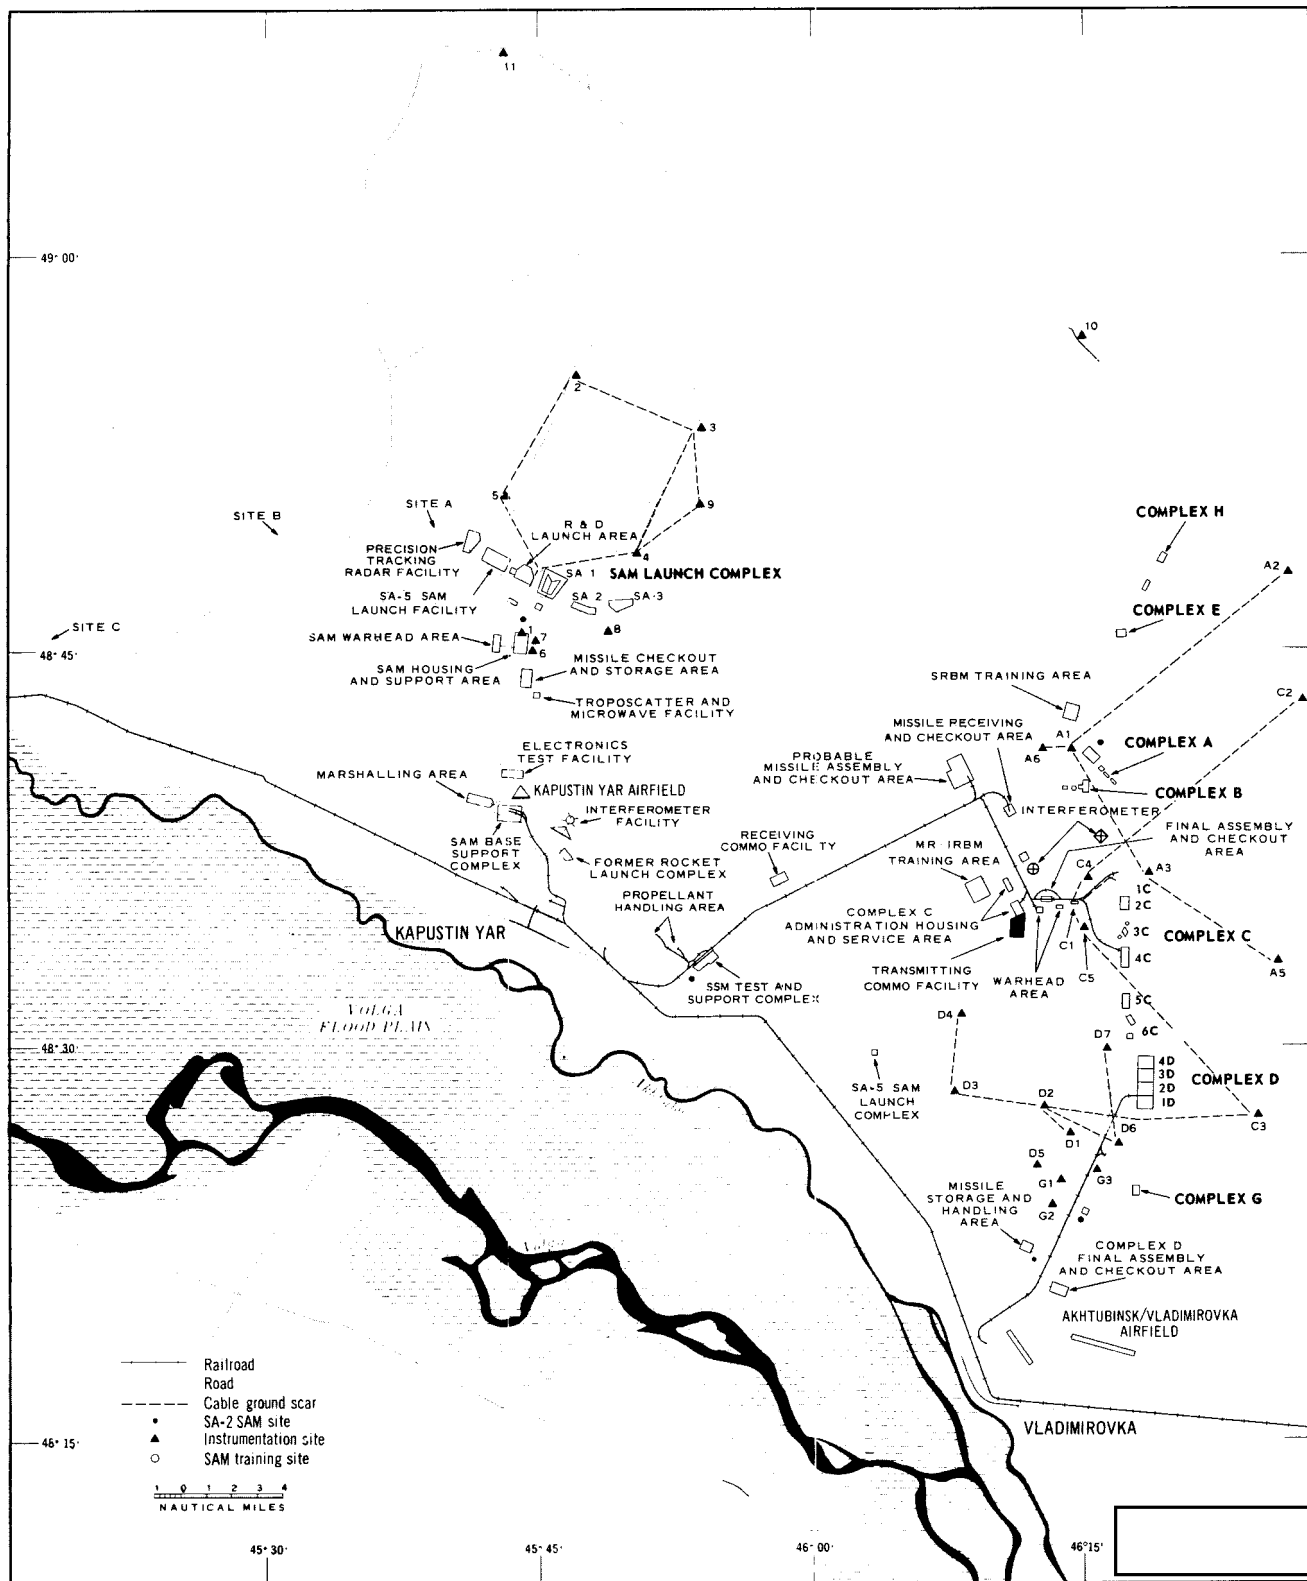 11
49° 00'
10
2
3
5
9
4
SITE A
SITE B
SITE C
R & D
LAUNCH AREA
PRECISION
TRACKING
RADAR FACILITY
SA-5 SAM
LAUNCH FACILITY
SA 1
SA 2
SA-3
SAM LAUNCH COMPLEX
COMPLEX H
A2
COMPLEX E
48° 45'
SAM WARHEAD AREA
1
7
6
8
SAM HOUSING
AND SUPPORT AREA
MISSILE CHECKOUT
AND STORAGE AREA
TROPOSCATTER AND
MICROWAVE FACILITY
SRBM TRAINING AREA
C2
MISSILE RECEIVING
AND CHECKOUT AREA
A1
A6
COMPLEX A
COMPLEX B
ELECTRONICS
TEST FACILITY
MARSHALLING AREA
KAPUSTIN YAR AIRFIELD
INTERFEROMETER
FACILITY
PROBABLE
MISSILE ASSEMBLY
AND CHECKOUT AREA
INTERFEROMETER
FINAL ASSEMBLY
AND CHECKOUT
AREA
SAM BASE
SUPPORT
COMPLEX
FORMER ROCKET
LAUNCH COMPLEX
RECEIVING
COMMO FACILITY
MR-IRBM
TRAINING AREA
C4
A3
PROPELLANT
HANDLING AREA
COMPLEX C
ADMINISTRATION HOUSING
AND SERVICE AREA
1C
2C
3C
4C
COMPLEX C
KAPUSTIN YAR
C1
C5
A5
SSM TEST AND
SUPPORT COMPLEX
TRANSMITTING
COMMO FACILITY
WARHEAD
AREA
5C
6C
VOLGA
FLOOD PLAIN
48° 30'
D4
D7
4D
3D
2D
1D
COMPLEX D
SA-5 SAM
LAUNCH
COMPLEX
D3
D2
D1
D6
C3
D5
G1
G3
G2
COMPLEX G
MISSILE
STORAGE AND
HANDLING
AREA
COMPLEX D
FINAL ASSEMBLY
AND CHECKOUT AREA
AKHTUBINSK/VLADIMIROVKA
AIRFIELD
Volga
Railroad
Road
Cable ground scar
SA-2 SAM site
Instrumentation site
SAM training site
1 0 1 2 3 4
NAUTICAL MILES
VLADIMIROVKA
48° 15'
45° 30'
45° 45'
46° 00'
46° 15'